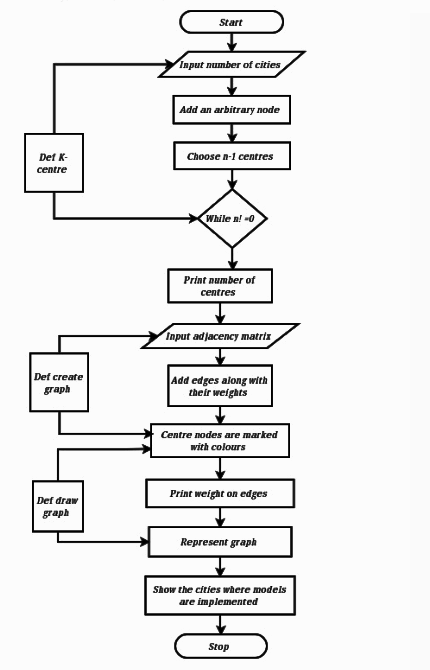 Start
Input number of cities
Add an arbitrary node
Choose n-1 centres
Def K-
centre
While n! =0
Print number of
centres
Input adjacency matrix
Def create
graph
Add edges along with
their weights
Centre nodes are marked
with colours
Def draw
graph
Print weight on edges
Represent graph
Show the cities where models
are implemented
Stop